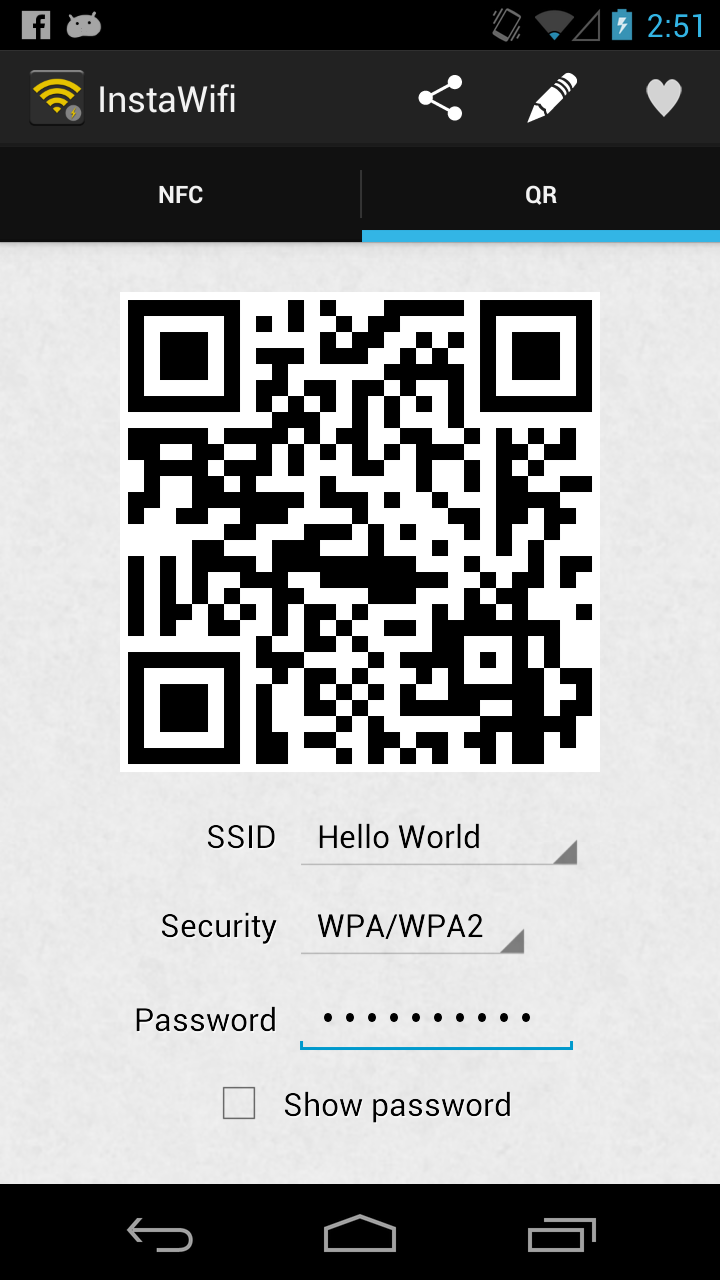 2:51
InstaWifi
NFC
QR
SSID Hello World
Security WPA/WPA2
Password ••••••••••
Show password